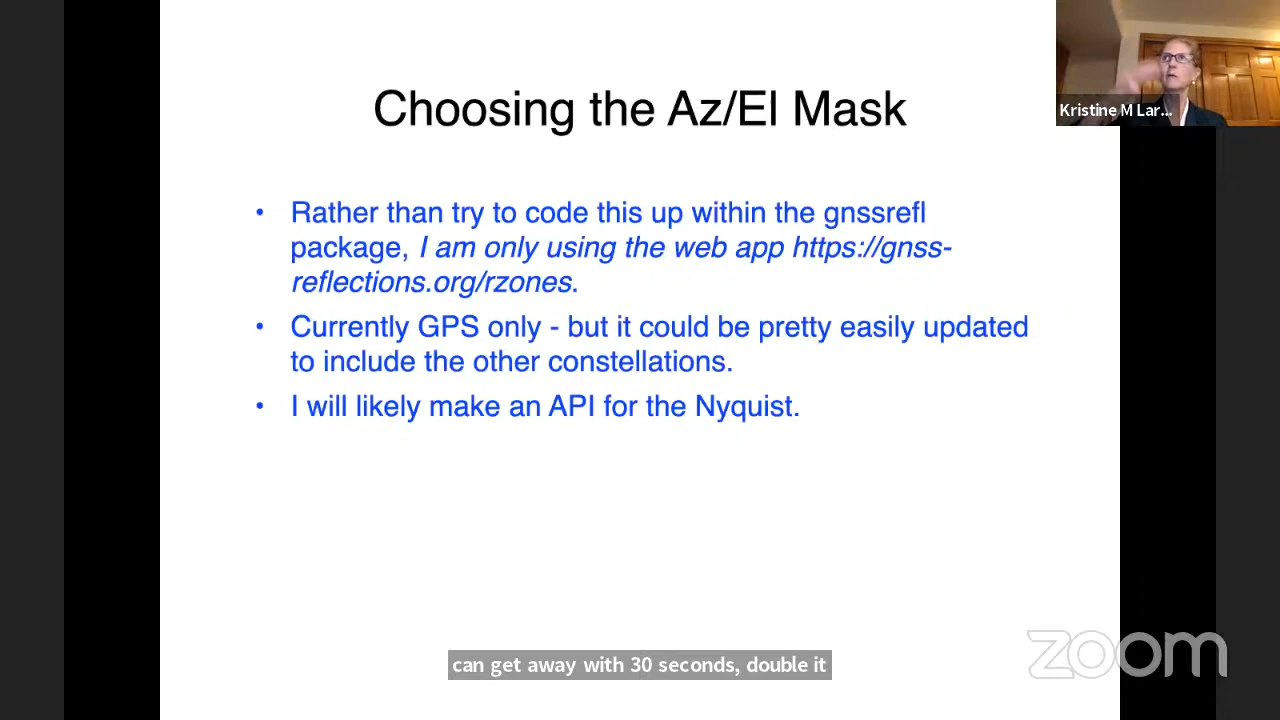 Choosing the Az/El Mask
Kristine M Lar...
• Rather than try to code this up within the gnssrefl
package, I am only using the web app https://gnss-
reflections.org/rzones.
• Currently GPS only - but it could be pretty easily updated
to include the other constellations.
• I will likely make an API for the Nyquist.
zoom
can get away with 30 seconds, double it